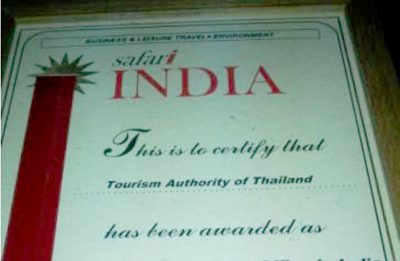 BUSINESS & LEISURE TRAVEL • ENVIRONMENT
safari
INDIA
This is to certify that
Tourism Authority of Thailand
has been awarded as